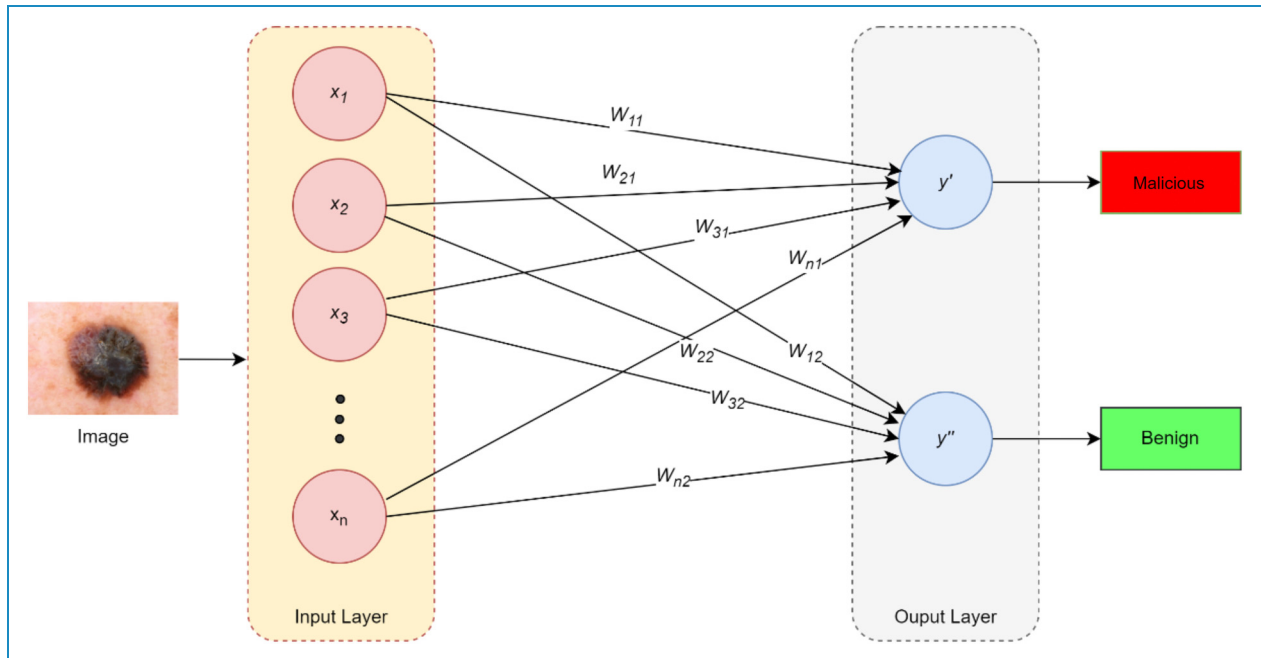 x1
x2
x3
xn
W11
W21
W31
Wn1
W22
W12
W32
Wn2
y'
y''
Malicious
Benign
Image
Input Layer
Ouput Layer